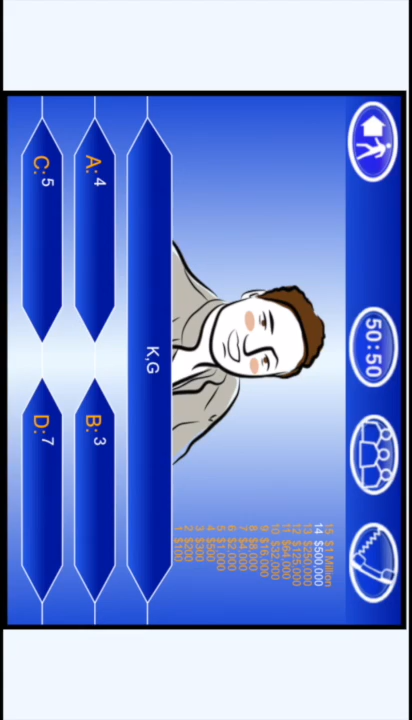 50:50
15 $1 Million
14 $500,000
13 $250,000
12 $125,000
11 $64,000
10 $32,000
9 $16,000
8 $8,000
7 $4,000
6 $2,000
5 $1,000
4 $500
3 $300
2 $200
1 $100
K,G
A: 4
B: 3
C: 5
D: 7